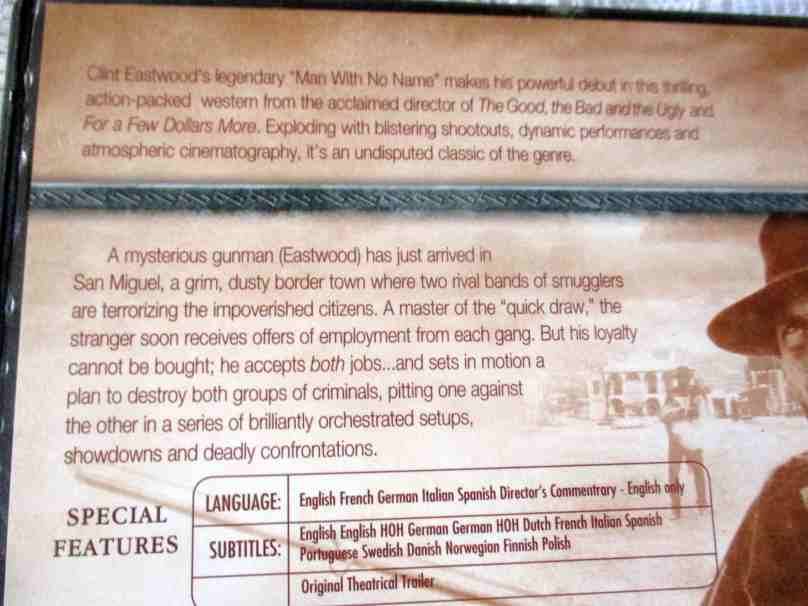 Clint Eastwood's legendary "Man With No Name" makes his powerful debut in this thrilling,
action-packed western from the acclaimed director of The Good, the Bad and the Ugly and
For a Few Dollars More. Exploding with blistering shootouts, dynamic performances and
atmospheric cinematography, it's an undisputed classic of the genre.
A mysterious gunman (Eastwood) has just arrived in
San Miguel, a grim, dusty border town where two rival bands of smugglers
are terrorizing the impoverished citizens. A master of the "quick draw," the
stranger soon receives offers of employment from each gang. But his loyalty
cannot be bought; he accepts both jobs...and sets in motion a
plan to destroy both groups of criminals, pitting one against
the other in a series of brilliantly orchestrated setups,
showdowns and deadly confrontations.
SPECIAL
FEATURES
LANGUAGE: English French German Italian Spanish Director's Commentrary - English only
SUBTITLES: English English HOH German German HOH Dutch French Italian Spanish
Portuguese Swedish Danish Norwegian Finnish Polish
Original Theatrical Trailer